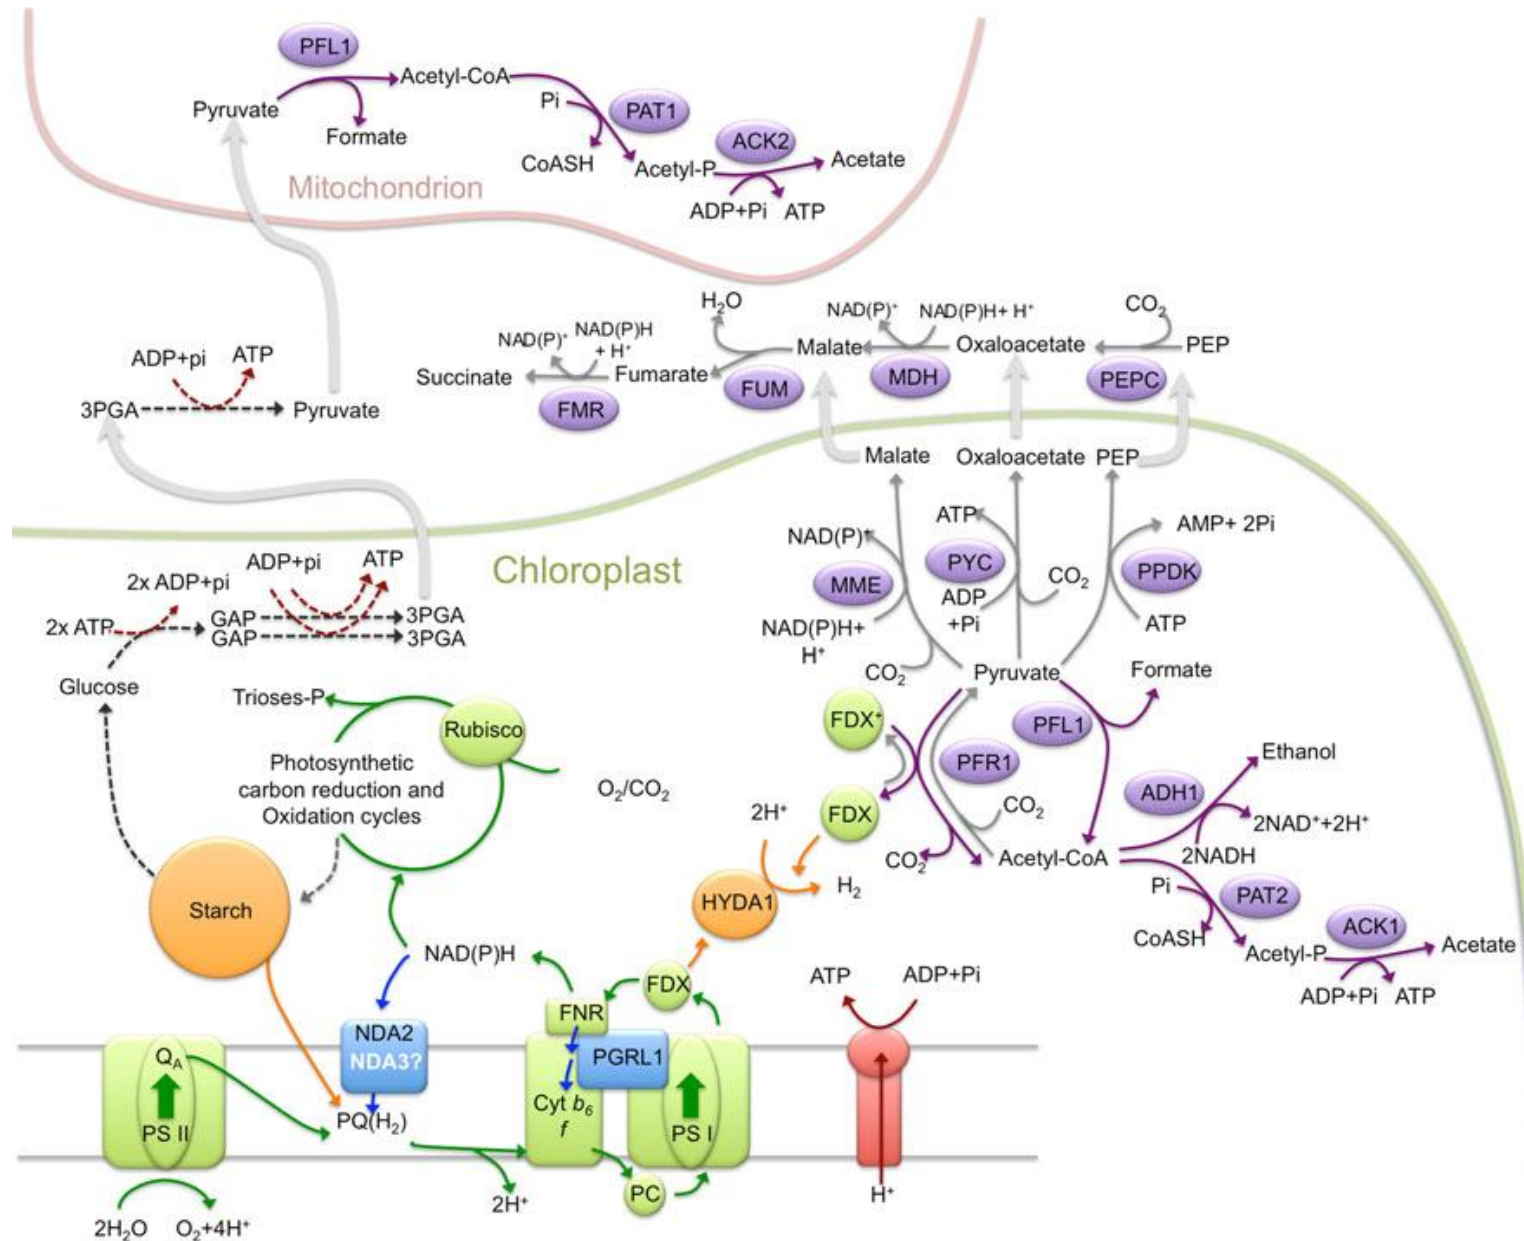 PFL1
Acetyl-CoA
Pyruvate
Formate
Pi
PAT1
CoASH
Acetyl-P
ACK2
Acetate
ADP+Pi
ATP
Mitochondrion
H₂O
NAD(P)⁺
NAD(P)H+ H⁺
CO₂
NAD(P)⁺
NAD(P)H
+ H⁺
Malate
Oxaloacetate
PEP
Succinate
Fumarate
FMR
FUM
MDH
PEPC
ADP+pi
ATP
3PGA
Pyruvate
Malate
Oxaloacetate
PEP
Chloroplast
ATP
NAD(P)⁺
AMP+ 2Pi
MME
PYC
CO₂
PPDK
ADP
+Pi
NAD(P)H+
H⁺
ATP
CO₂
Pyruvate
Formate
2x ADP+pi
ADP+pi
ATP
2x ATP
GAP
3PGA
GAP
3PGA
Glucose
Trioses-P
Rubisco
Photosynthetic
carbon reduction and
Oxidation cycles
O₂/CO₂
FDX⁺
PFR1
PFL1
Ethanol
ADH1
2NAD⁺+2H⁺
2NADH
FDX
CO₂
2H⁺
CO₂
Acetyl-CoA
H₂
HYDA1
Pi
PAT2
CoASH
Acetyl-P
ACK1
Acetate
ADP+Pi
ATP
Starch
NAD(P)H
FDX
FNR
ATP
ADP+Pi
NDA2
NDA3?
PGRL1
Q_A
PS II
PQ(H₂)
Cyt b₆
f
PS I
PC
2H⁺
H⁺
2H₂O
O₂+4H⁺